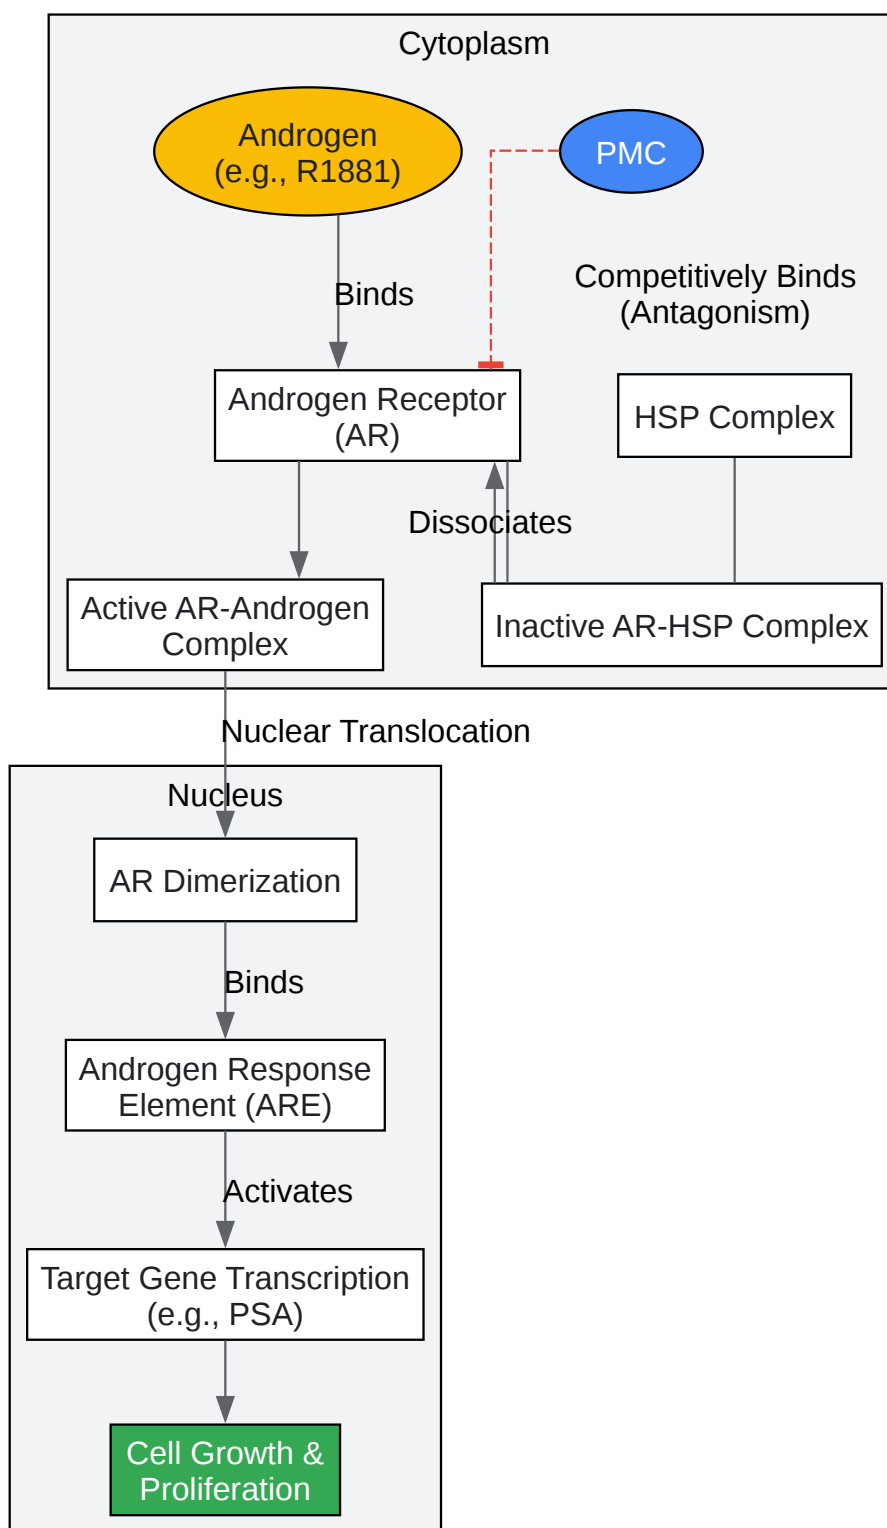 Cytoplasm
Androgen
(e.g., R1881)
PMC
Competitively Binds
(Antagonism)
Binds
Androgen Receptor
(AR)
HSP Complex
Dissociates
Active AR-Androgen
Complex
Inactive AR-HSP Complex
Nuclear Translocation
Nucleus
AR Dimerization
Binds
Androgen Response
Element (ARE)
Activates
Target Gene Transcription
(e.g., PSA)
Cell Growth &
Proliferation